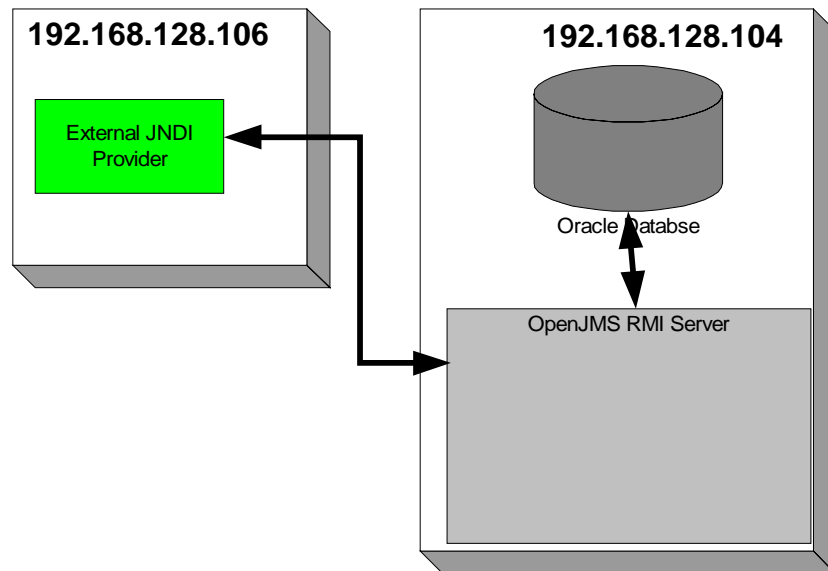 192.168.128.106
192.168.128.104
External JNDI
Provider
Oracle Databse
OpenJMS RMI Server